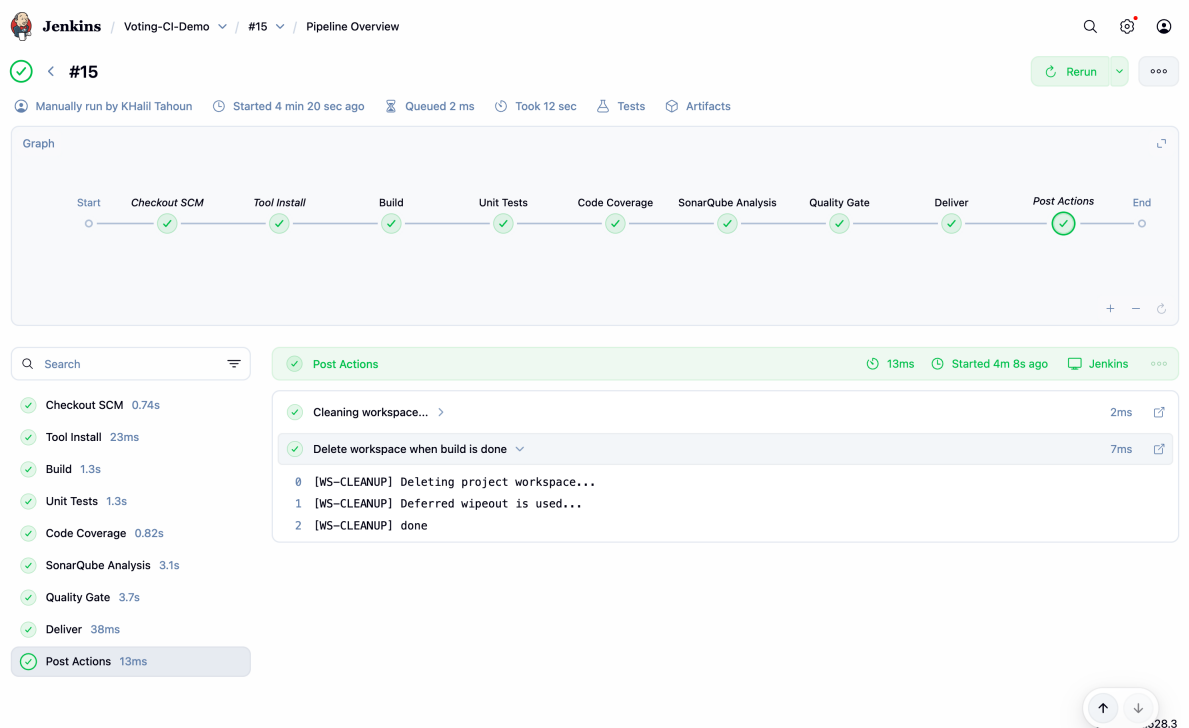 Jenkins / Voting-CI-Demo / #15 / Pipeline Overview
#15
Rerun
Manually run by KHalil Tahoun Started 4 min 20 sec ago Queued 2 ms Took 12 sec Tests Artifacts
Graph
Start Checkout SCM Tool Install Build Unit Tests Code Coverage SonarQube Analysis Quality Gate Deliver Post Actions End
Search
Checkout SCM 0.74s
Tool Install 23ms
Build 1.3s
Unit Tests 1.3s
Code Coverage 0.82s
SonarQube Analysis 3.1s
Quality Gate 3.7s
Deliver 38ms
Post Actions 13ms
Post Actions 13ms Started 4m 8s ago Jenkins
Cleaning workspace... 2ms
Delete workspace when build is done 7ms
0 [WS-CLEANUP] Deleting project workspace...
1 [WS-CLEANUP] Deferred wipeout is used...
2 [WS-CLEANUP] done